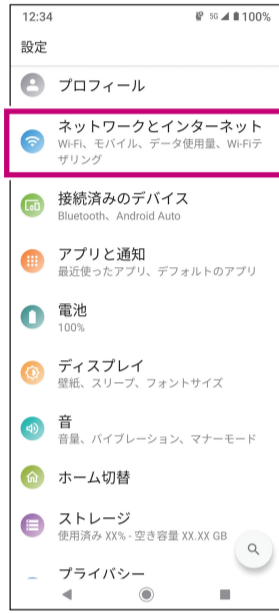 12:34
5G 100%
設定
プロフィール
ネットワークとインターネット
Wi-Fi、モバイル、データ使用量、Wi-Fiテ
ザリング
接続済みのデバイス
Bluetooth、Android Auto
アプリと通知
最近使ったアプリ、デフォルトのアプリ
電池
100%
ディスプレイ
壁紙、スリープ、フォントサイズ
音
音量、バイブレーション、マナーモード
ホーム切替
ストレージ
使用済み XX% - 空き容量 XX.XX GB
プライバシー